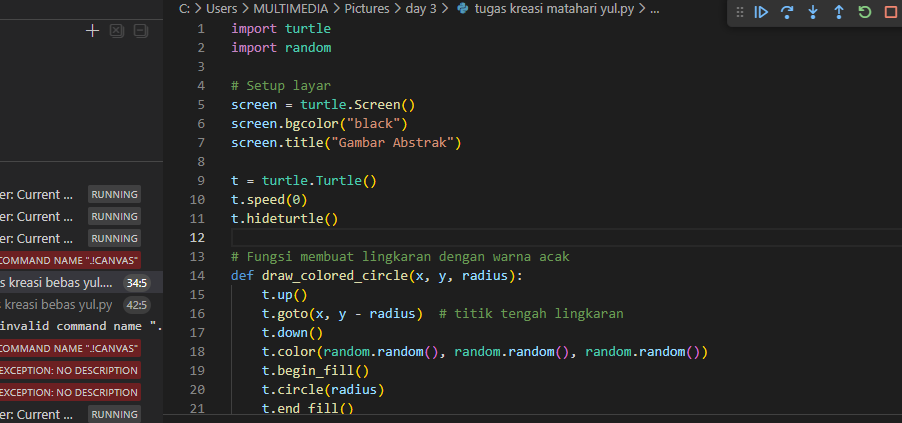 C: > Users > MULTIMEDIA > Pictures > day 3 > tugas kreasi matahari yul.py > ...
1 import turtle
2 import random
3
4 # Setup layar
5 screen = turtle.Screen()
6 screen.bgcolor("black")
7 screen.title("Gambar Abstrak")
8
9 t = turtle.Turtle()
10 t.speed(0)
11 t.hideturtle()
12
13 # Fungsi membuat lingkaran dengan warna acak
14 def draw_colored_circle(x, y, radius):
15     t.up()
16     t.goto(x, y - radius)  # titik tengah lingkaran
17     t.down()
18     t.color(random.random(), random.random(), random.random())
19     t.begin_fill()
20     t.circle(radius)
21     t.end_fill()
er: Current ... RUNNING
er: Current ... RUNNING
er: Current ... RUNNING
COMMAND NAME ".!CANVAS"
s kreasi bebas yul.... 34:5
s kreasi bebas yul.py 42:5
invalid command name ".
COMMAND NAME ".!CANVAS"
EXCEPTION: NO DESCRIPTION
EXCEPTION: NO DESCRIPTION
er: Current ... RUNNING